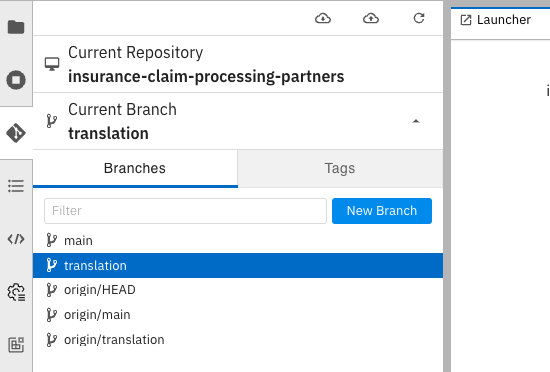 Launcher
Current Repository
insurance-claim-processing-partners
Current Branch
translation
Branches
Tags
Filter
New Branch
main
translation
origin/HEAD
origin/main
origin/translation